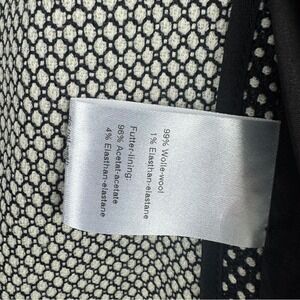 99% Wolle-wool
1% Elasthan-elastane
Futter-lining:
96% Acetat-acetate
4% Elasthan-elastane